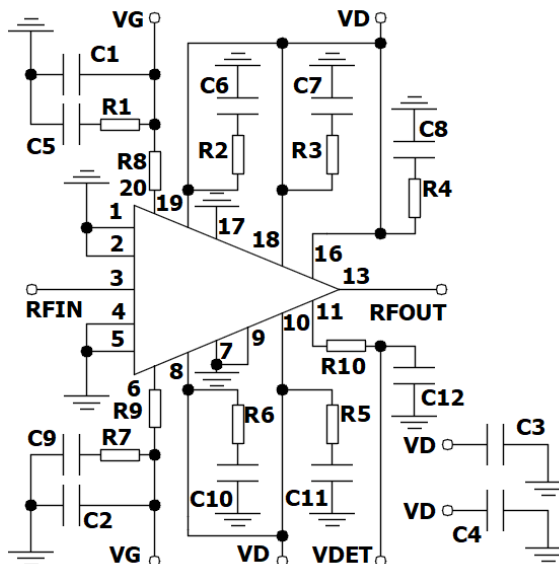 VG VD
C1
C6 C7
C5 R1 C8
R8 R2 R3
R4
20 19
1 17
2 18 16
3 13
RFIN RFOUT
4 10 11
5 7 9
6 8 R10
R9 R6 R5 C12
C9 R7 VD C3
C10 C11
C2 VD C4
VG VD VDET